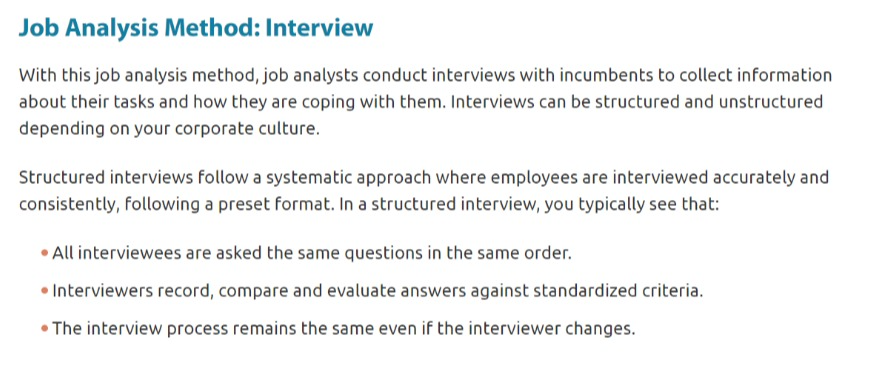 Job Analysis Method: Interview
With this job analysis method, job analysts conduct interviews with incumbents to collect information
about their tasks and how they are coping with them. Interviews can be structured and unstructured
depending on your corporate culture.
Structured interviews follow a systematic approach where employees are interviewed accurately and
consistently, following a preset format. In a structured interview, you typically see that:
• All interviewees are asked the same questions in the same order.
• Interviewers record, compare and evaluate answers against standardized criteria.
• The interview process remains the same even if the interviewer changes.